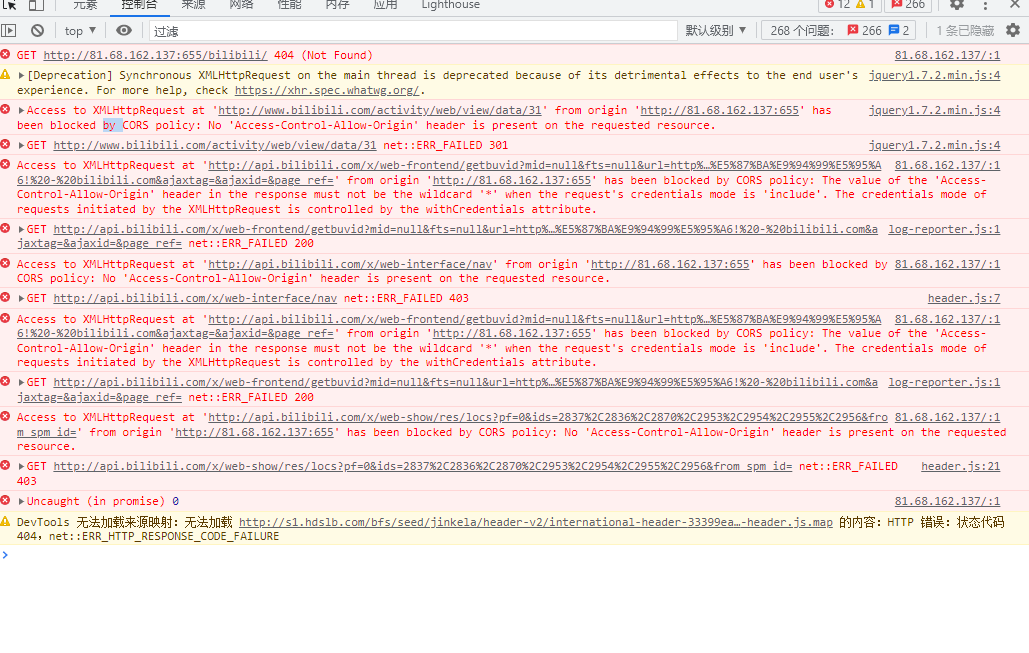 元素 控制台 来源 网络 性能 内存 应用 Lighthouse 12 1 266
top ▼ 过滤 默认级别 ▼ 268 个问题: 266 2 1 条已隐藏
GET http://81.68.162.137:655/bilibili/ 404 (Not Found) 81.68.162.137/:1
[Deprecation] Synchronous XMLHttpRequest on the main thread is deprecated because of its detrimental effects to the end user's jquery1.7.2.min.js:4
experience. For more help, check https://xhr.spec.whatwg.org/.
Access to XMLHttpRequest at 'http://www.bilibili.com/activity/web/view/data/31' from origin 'http://81.68.162.137:655' has jquery1.7.2.min.js:4
been blocked by CORS policy: No 'Access-Control-Allow-Origin' header is present on the requested resource.
GET http://www.bilibili.com/activity/web/view/data/31 net::ERR_FAILED 301 jquery1.7.2.min.js:4
Access to XMLHttpRequest at 'http://api.bilibili.com/x/web-frontend/getbuvid?mid=null&fts=null&url=http%…%E5%87%BA%E9%94%99%E5%95%A 81.68.162.137/:1
6!%20-%20bilibili.com&ajaxtag=&ajaxid=&page_ref=' from origin 'http://81.68.162.137:655' has been blocked by CORS policy: The value of the 'Access-
Control-Allow-Origin' header in the response must not be the wildcard '*' when the request's credentials mode is 'include'. The credentials mode of
requests initiated by the XMLHttpRequest is controlled by the withCredentials attribute.
GET http://api.bilibili.com/x/web-frontend/getbuvid?mid=null&fts=null&url=http%…%E5%87%BA%E9%94%99%E5%95%A6!%20-%20bilibili.com&a log-reporter.js:1
jaxtag=&ajaxid=&page_ref= net::ERR_FAILED 200
Access to XMLHttpRequest at 'http://api.bilibili.com/x/web-interface/nav' from origin 'http://81.68.162.137:655' has been blocked by 81.68.162.137/:1
CORS policy: No 'Access-Control-Allow-Origin' header is present on the requested resource.
GET http://api.bilibili.com/x/web-interface/nav net::ERR_FAILED 403 header.js:7
Access to XMLHttpRequest at 'http://api.bilibili.com/x/web-frontend/getbuvid?mid=null&fts=null&url=http%…%E5%87%BA%E9%94%99%E5%95%A 81.68.162.137/:1
6!%20-%20bilibili.com&ajaxtag=&ajaxid=&page_ref=' from origin 'http://81.68.162.137:655' has been blocked by CORS policy: The value of the 'Access-
Control-Allow-Origin' header in the response must not be the wildcard '*' when the request's credentials mode is 'include'. The credentials mode of
requests initiated by the XMLHttpRequest is controlled by the withCredentials attribute.
GET http://api.bilibili.com/x/web-frontend/getbuvid?mid=null&fts=null&url=http%…%E5%87%BA%E9%94%99%E5%95%A6!%20-%20bilibili.com&a log-reporter.js:1
jaxtag=&ajaxid=&page_ref= net::ERR_FAILED 200
Access to XMLHttpRequest at 'http://api.bilibili.com/x/web-show/res/locs?pf=0&ids=2837%2C2836%2C2870%2C2953%2C2954%2C2955%2C2956&fro 81.68.162.137/:1
m_spm_id=' from origin 'http://81.68.162.137:655' has been blocked by CORS policy: No 'Access-Control-Allow-Origin' header is present on the requested
resource.
GET http://api.bilibili.com/x/web-show/res/locs?pf=0&ids=2837%2C2836%2C2870%2C2953%2C2954%2C2955%2C2956&from_spm_id= net::ERR_FAILED header.js:21
403
Uncaught (in promise) 0 81.68.162.137/:1
DevTools 无法加载来源映射：无法加载 http://s1.hdslb.com/bfs/seed/jinkela/header-v2/international-header-33399ea…-header.js.map 的内容：HTTP 错误：状态代码
404，net::ERR_HTTP_RESPONSE_CODE_FAILURE